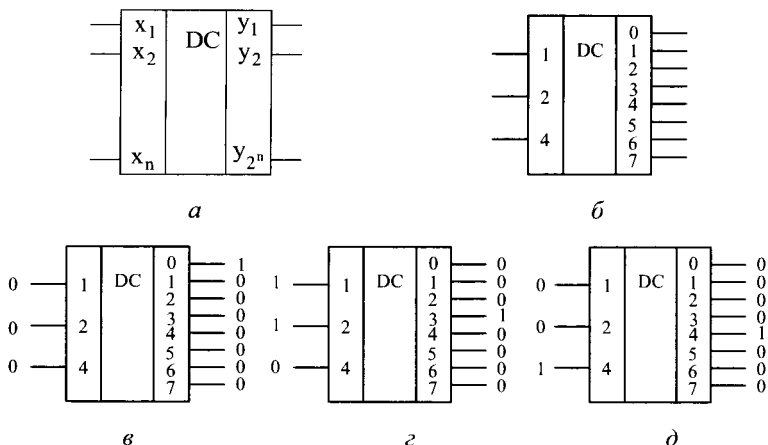 x₁ DC y₁
x₂ y₂
xₙ y₂ⁿ
а
0
1 DC 1
2
2 3
4
5
4 6
7
б
0 1
0 1 DC 1 0
2 0
0 2 3 0
4 0
5 0
0 4 6 0
7 0
в
0 0
1 1 DC 1 0
2 0
1 2 3 1
4 0
5 0
0 4 6 0
7 0
г
0 0
0 1 DC 1 0
2 0
0 2 3 0
4 1
5 0
1 4 6 0
7 0
д